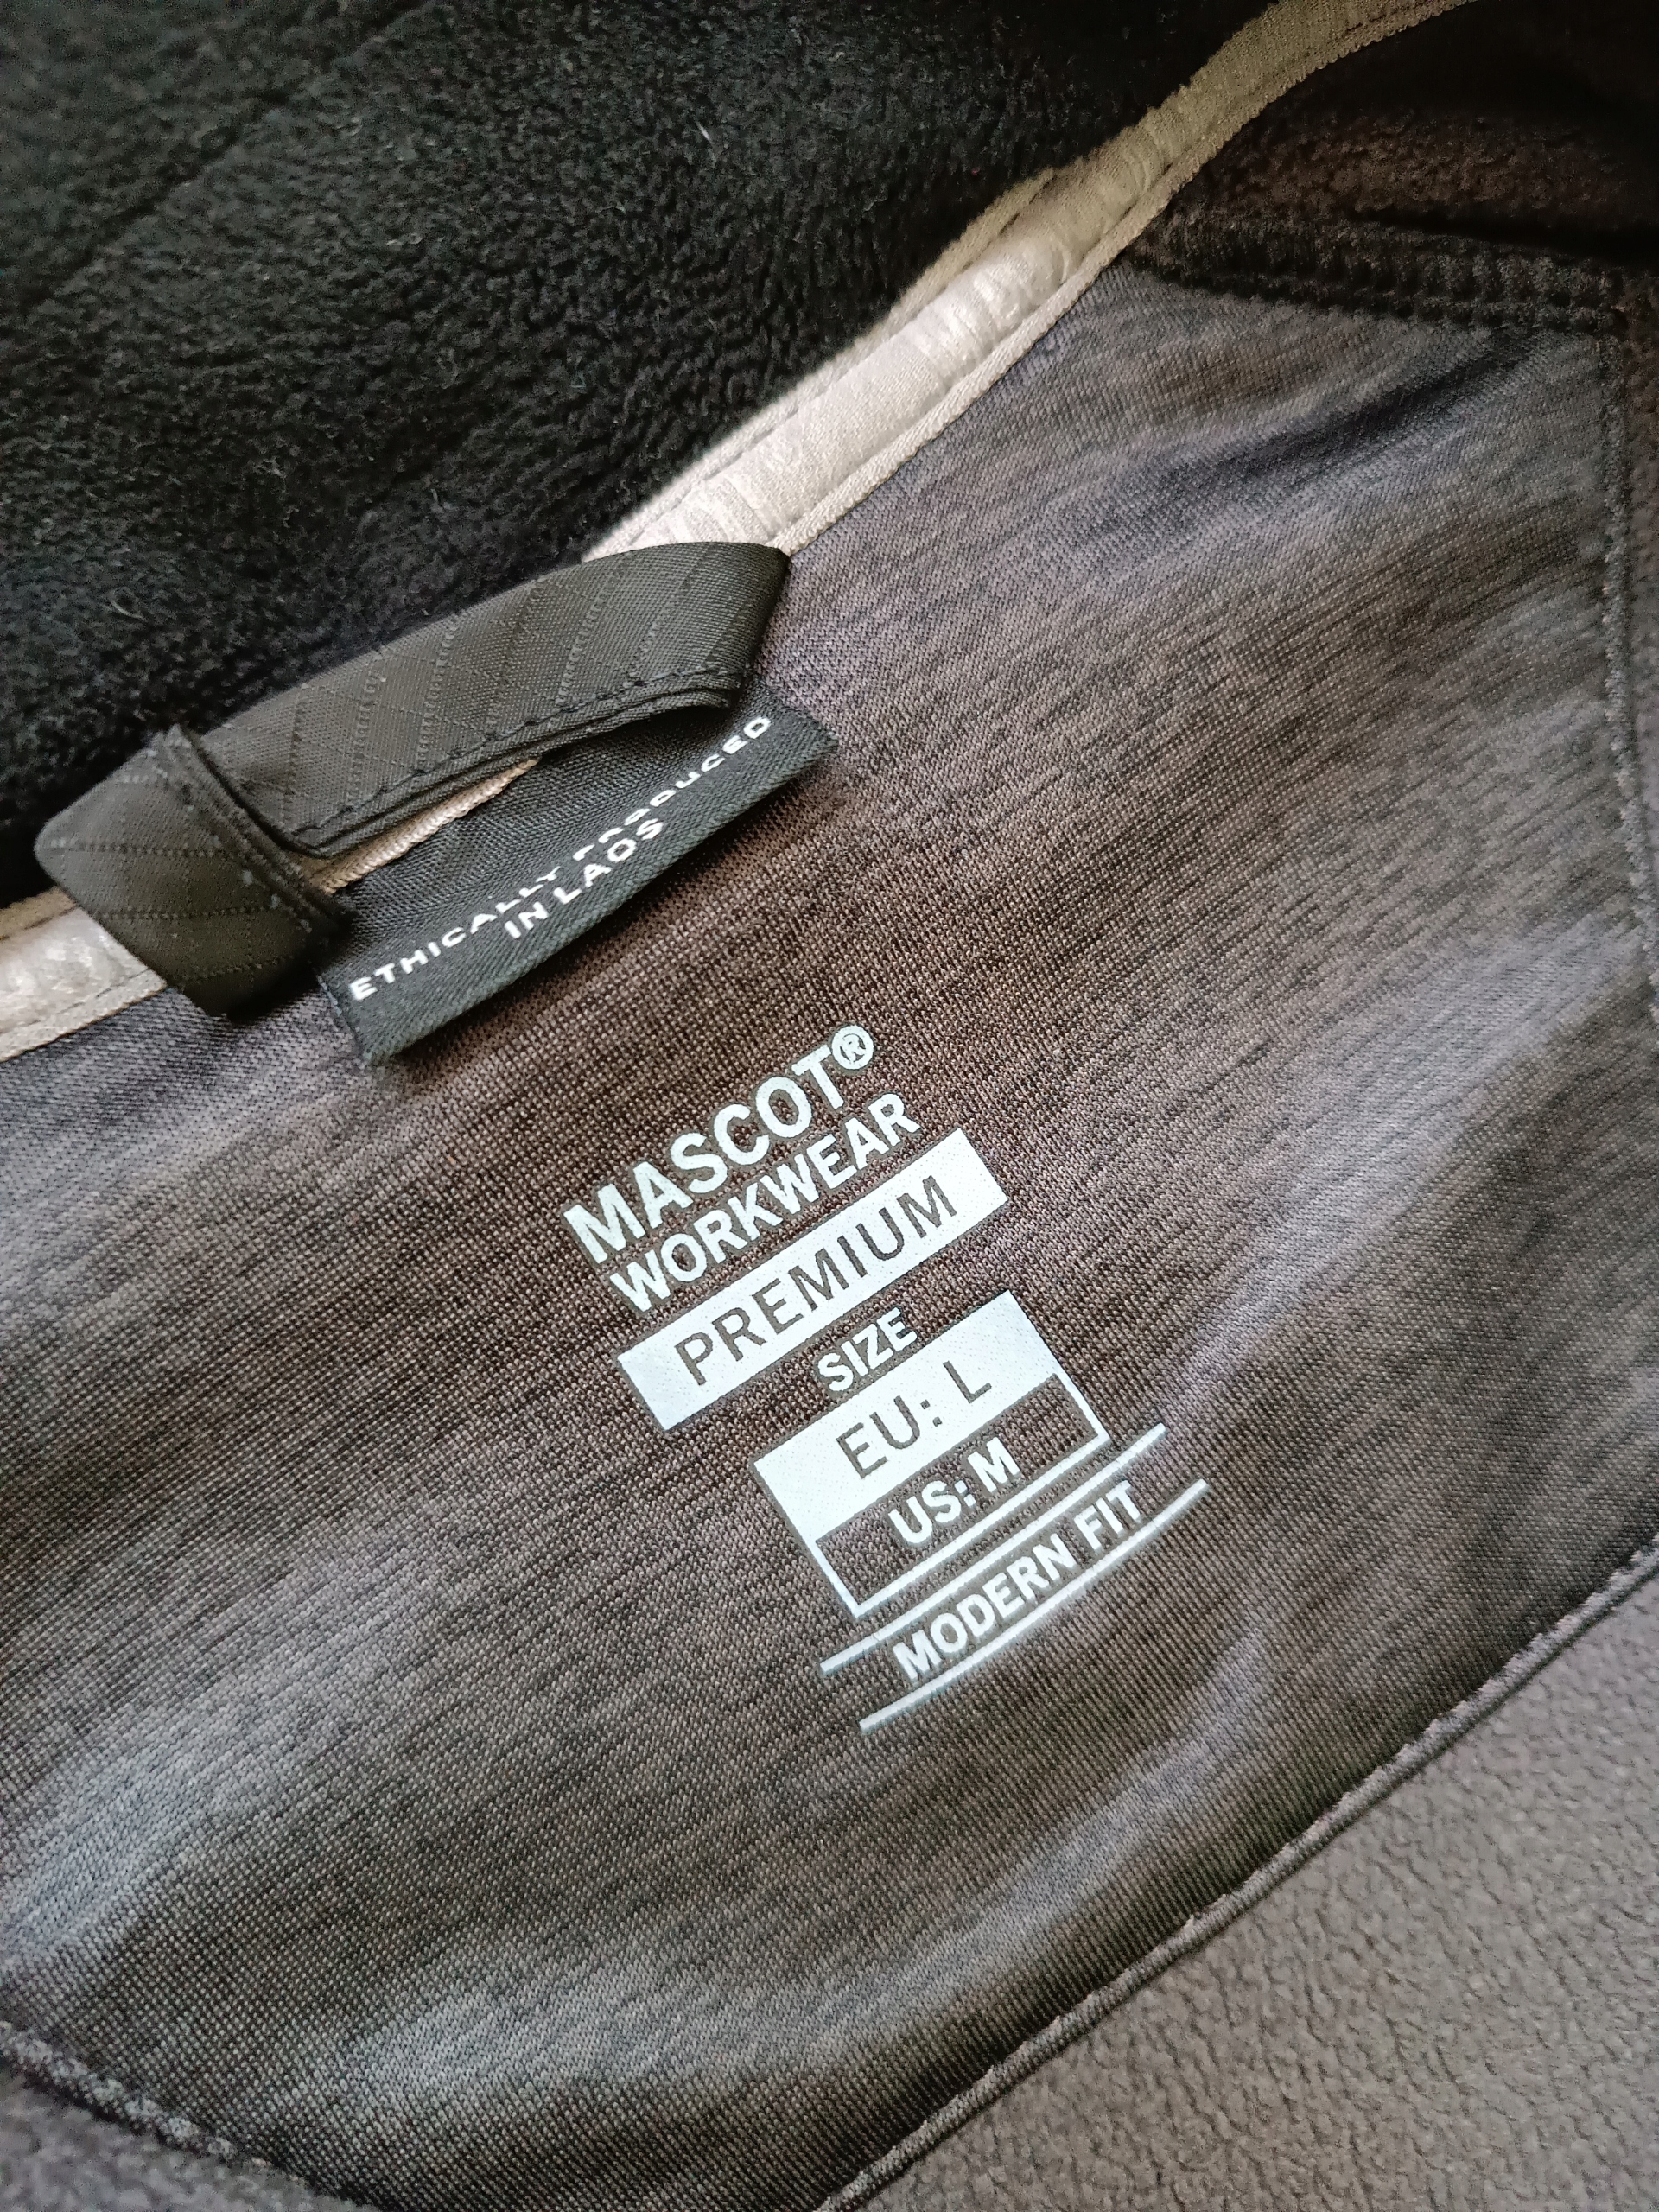 ETHICALLY PRODUCED
IN LAOS
MASCOT®
WORKWEAR
PREMIUM
SIZE
EU: L
US: M
MODERN FIT